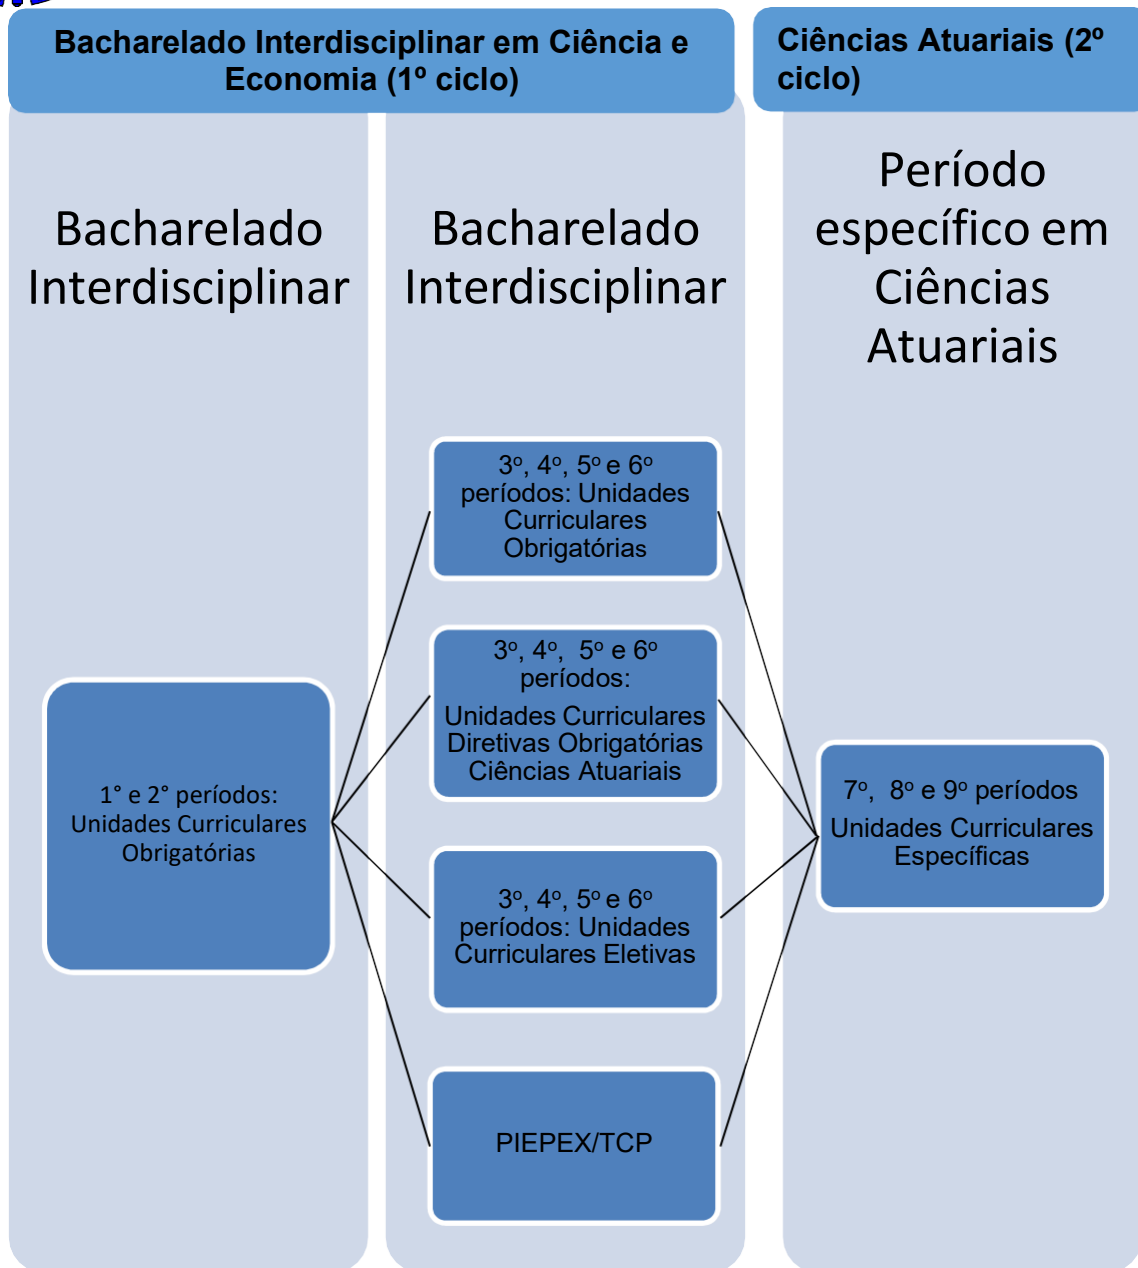 Bacharelado Interdisciplinar em Ciência e
Economia (1º ciclo)
Ciências Atuariais (2º
ciclo)
Bacharelado
Interdisciplinar
Bacharelado
Interdisciplinar
Período
específico em
Ciências
Atuariais
1° e 2° períodos:
Unidades Curriculares
Obrigatórias
3º, 4º, 5º e 6º
períodos: Unidades
Curriculares
Obrigatórias
3º, 4º, 5º e 6º
períodos:
Unidades Curriculares
Diretivas Obrigatórias
Ciências Atuariais
3º, 4º, 5º e 6º
períodos: Unidades
Curriculares Eletivas
PIEPEX/TCP
7º, 8º e 9º períodos
Unidades Curriculares
Específicas